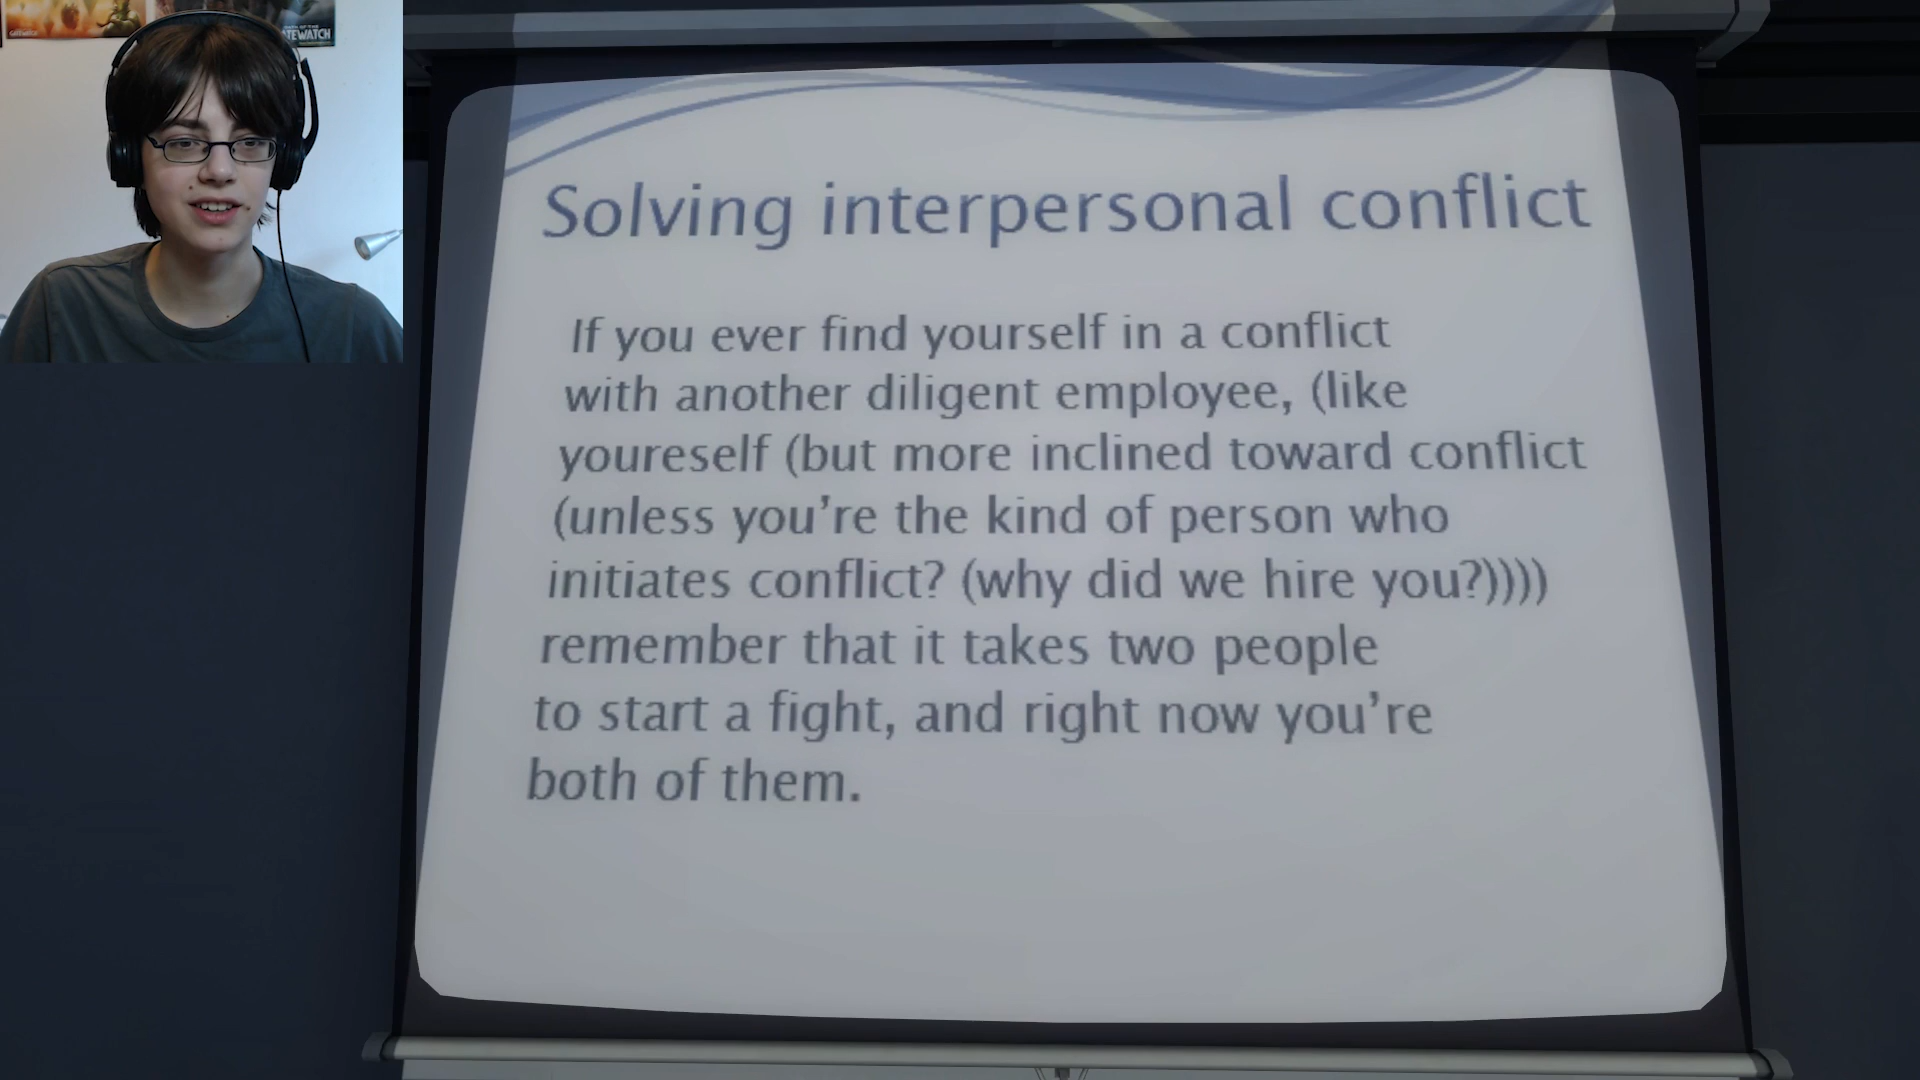 GATEWATCH
TEWATCH
Solving interpersonal conflict
If you ever find yourself in a conflict
with another diligent employee, (like
youreself (but more inclined toward conflict
(unless you're the kind of person who
initiates conflict? (why did we hire you?))))
remember that it takes two people
to start a fight, and right now you're
both of them.